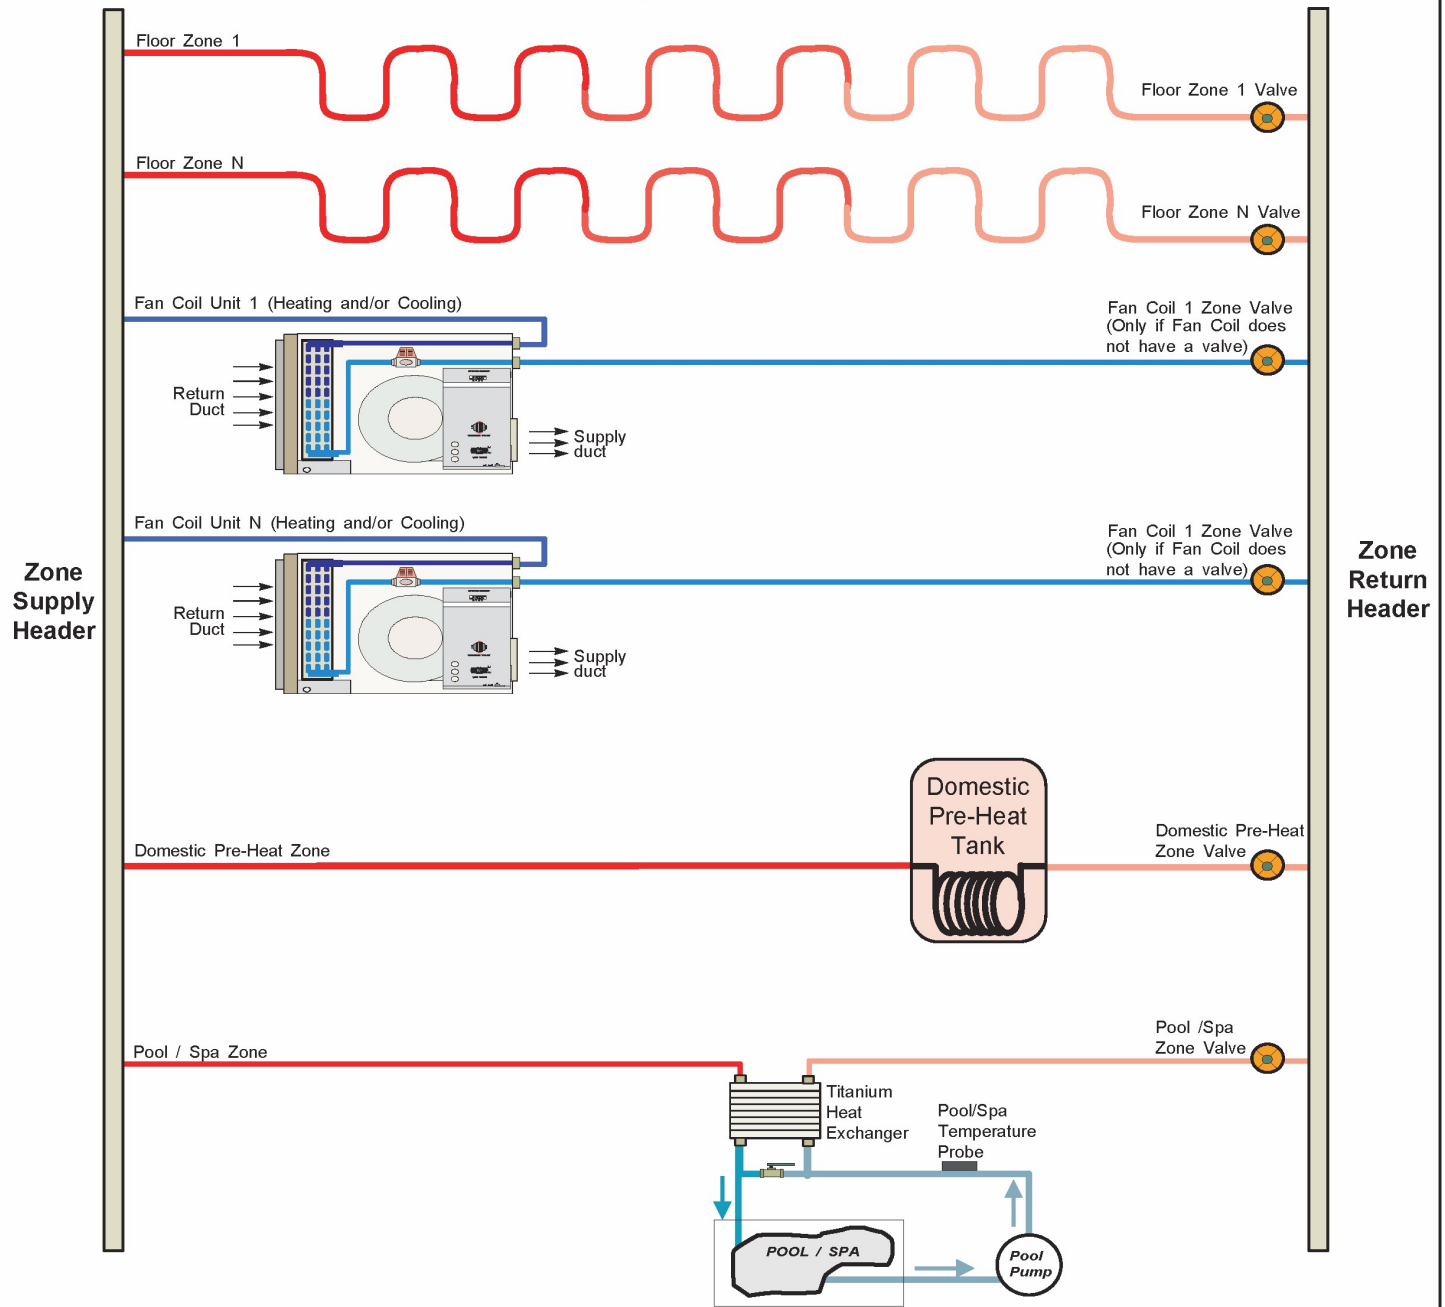 Floor Zone 1
Floor Zone 1 Valve
Floor Zone N
Floor Zone N Valve
Fan Coil Unit 1 (Heating and/or Cooling)
Fan Coil 1 Zone Valve
(Only if Fan Coil does
not have a valve)
Return
Duct
Supply
duct
Fan Coil Unit N (Heating and/or Cooling)
Fan Coil 1 Zone Valve
(Only if Fan Coil does
not have a valve)
Return
Duct
Supply
duct
Zone
Supply
Header
Zone
Return
Header
Domestic
Pre-Heat
Tank
Domestic Pre-Heat Zone
Domestic Pre-Heat
Zone Valve
Pool / Spa Zone
Pool /Spa
Zone Valve
Titanium
Heat
Exchanger
Pool/Spa
Temperature
Probe
POOL / SPA
Pool
Pump